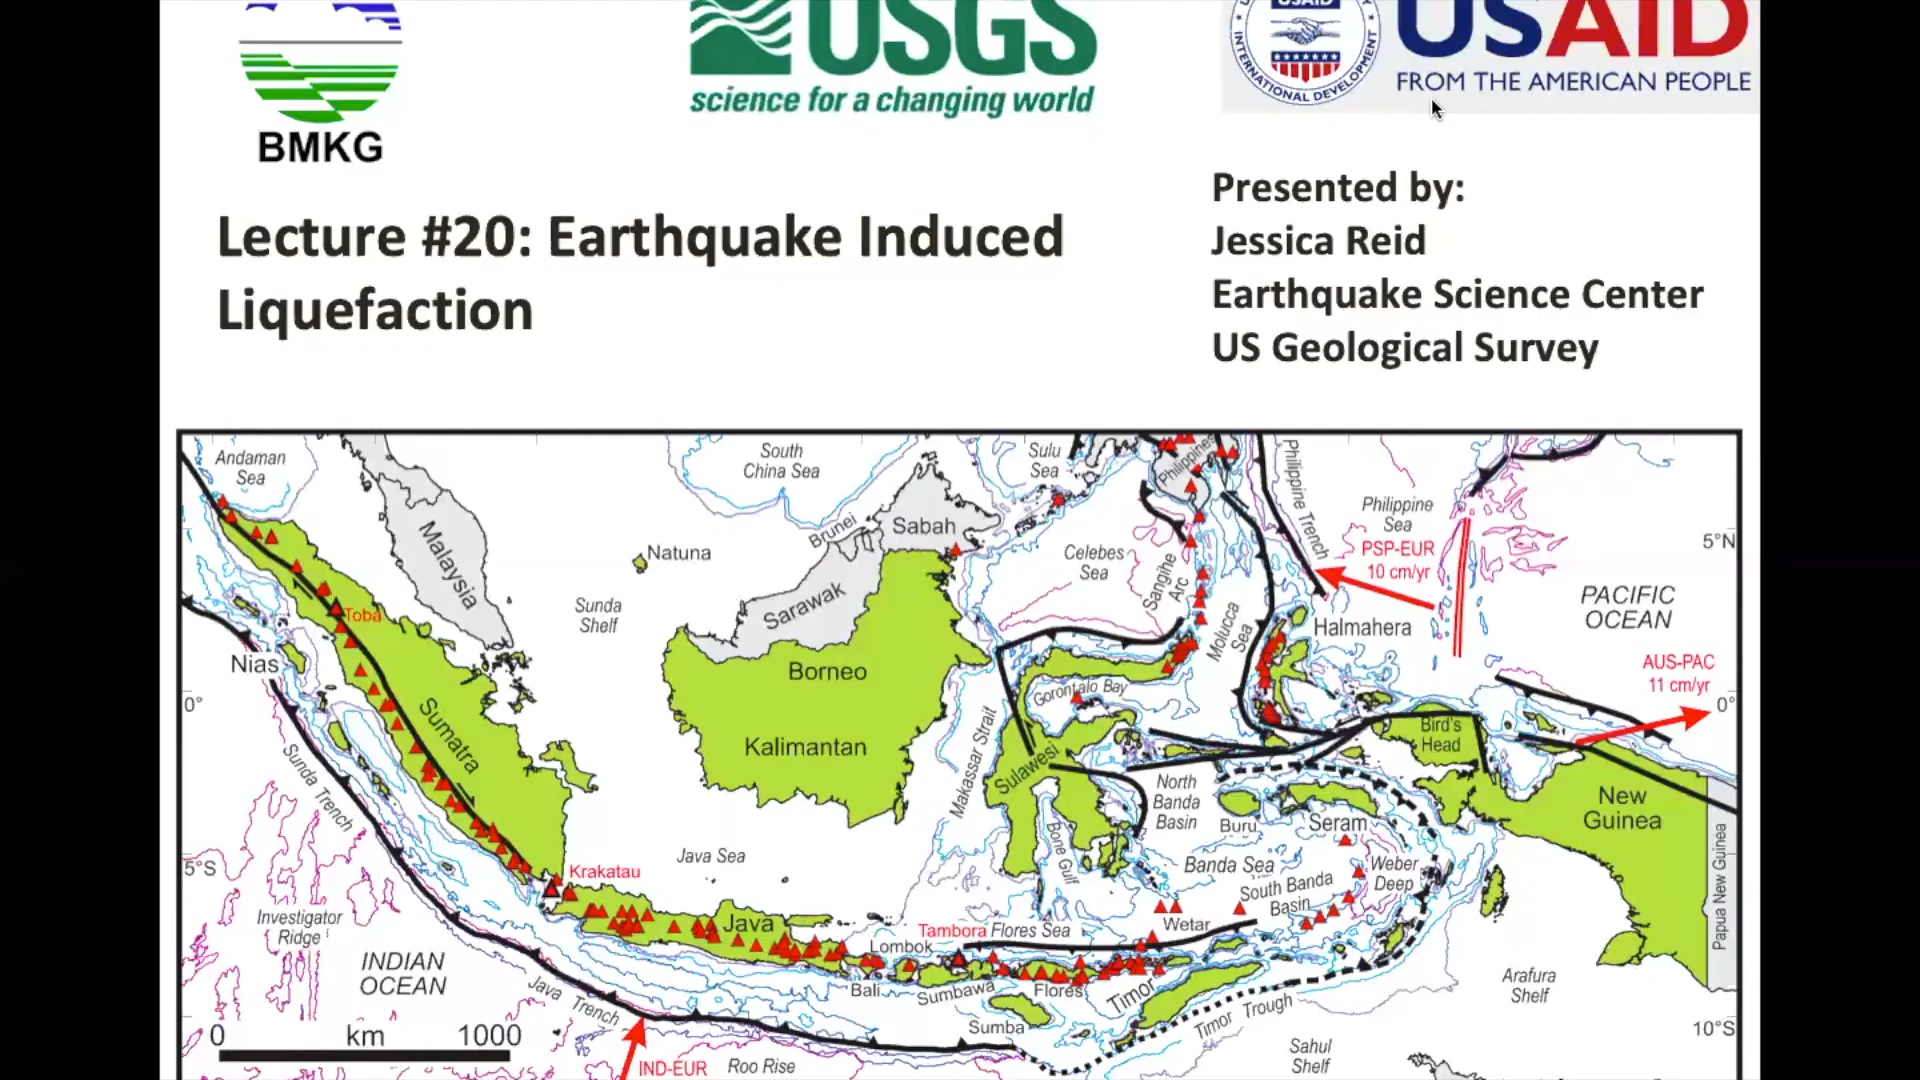 BMKG
USGS
science for a changing world
USAID
INTERNATIONAL DEVELOPMENT
USAID
FROM THE AMERICAN PEOPLE
Lecture #20: Earthquake Induced
Liquefaction
Presented by:
Jessica Reid
Earthquake Science Center
US Geological Survey
Andaman
Sea
South
China Sea
Sulu
Sea
Philippines
Philippine Trench
Philippine
Sea
Malaysia
Natuna
Brunei
Sabah
Celebes
Sea
Sangihe
Arc
PSP-EUR
10 cm/yr
5°N
PACIFIC
OCEAN
Toba
Sunda
Shelf
Sarawak
Molucca
Sea
Halmahera
Nias
Borneo
AUS-PAC
11 cm/yr
0°
0°
Gorontalo Bay
Sumatra
Kalimantan
Makassar Strait
Sulawesi
Bird's
Head
Sunda Trench
North
Banda
Basin
Buru
Seram
New
Guinea
Papua New Guinea
5°S
Krakatau
Java Sea
Bone Gulf
Banda Sea
Weber
Deep
South Banda
Basin
Investigator
Ridge
Java
Tambora
Flores Sea
Wetar
Lombok
INDIAN
OCEAN
Java Trench
Bali
Sumbawa
Flores
Timor
Arafura
Shelf
Sumba
Timor Trough
10°S
0 km 1000
IND-EUR
Roo Rise
Sahul
Shelf